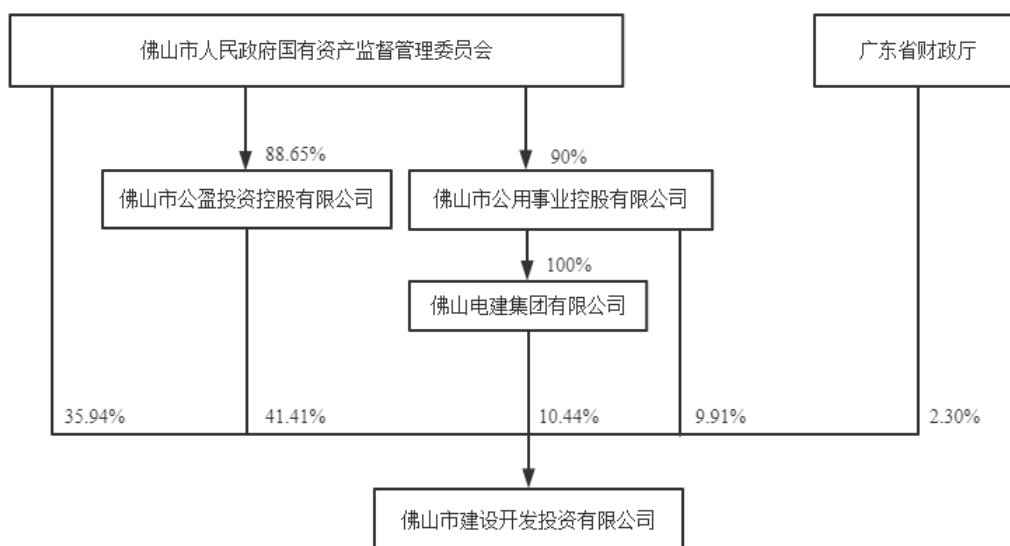 佛山市人民政府国有资产监督管理委员会
广东省财政厅
88.65%
90%
佛山市公盈投资控股有限公司
佛山市公用事业控股有限公司
100%
佛山电建集团有限公司
35.94%
41.41%
10.44%
9.91%
2.30%
佛山市建设开发投资有限公司